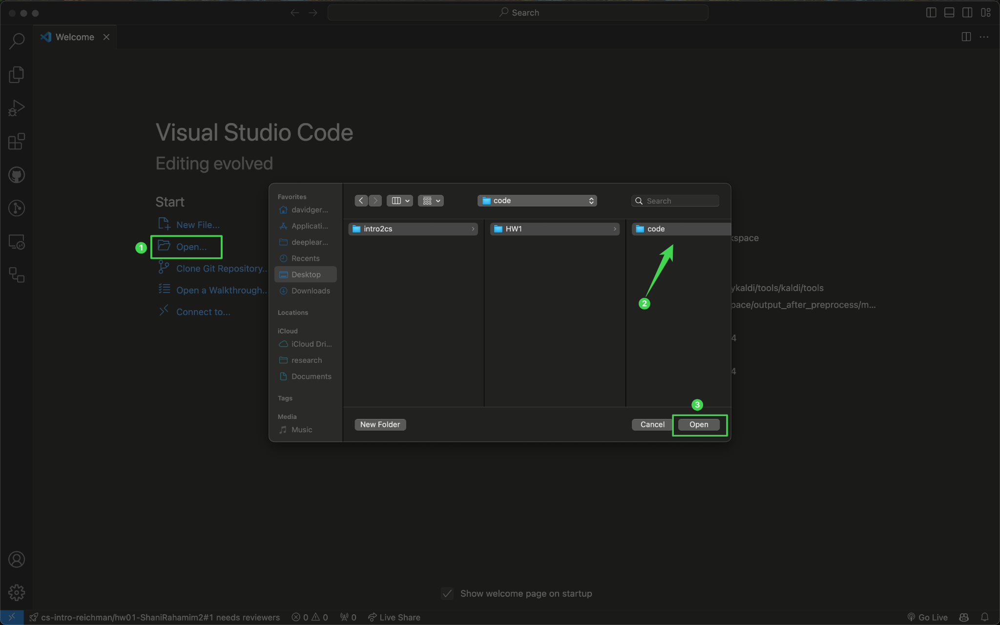 Search
Welcome
Visual Studio Code
Editing evolved
Start
New File...
1
Open...
Clone Git Repository...
Open a Walkthrough...
Connect to...
kspace
ykaldi/tools/kaldi/tools
pace/output_after_preprocess/m...
4
4
Favorites
davidger...
Applicati...
deeplear...
Recents
Desktop
Downloads
Locations
iCloud
iCloud Dri...
research
Documents
Tags
Media
Music
code
Search
intro2cs
HW1
code
2
3
New Folder
Cancel
Open
Show welcome page on startup
cs-intro-reichman/hw01-ShaniRahamim2#1 needs reviewers 0 0 0 Live Share
Go Live